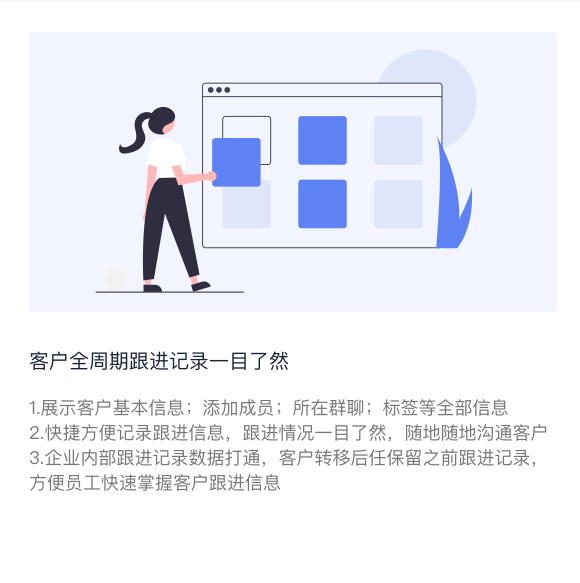 客户全周期跟进记录一目了然
1.展示客户基本信息；添加成员；所在群聊；标签等全部信息
2.快捷方便记录跟进信息，跟进情况一目了然，随地随地沟通客户
3.企业内部跟进记录数据打通，客户转移后任保留之前跟进记录，
方便员工快速掌握客户跟进信息